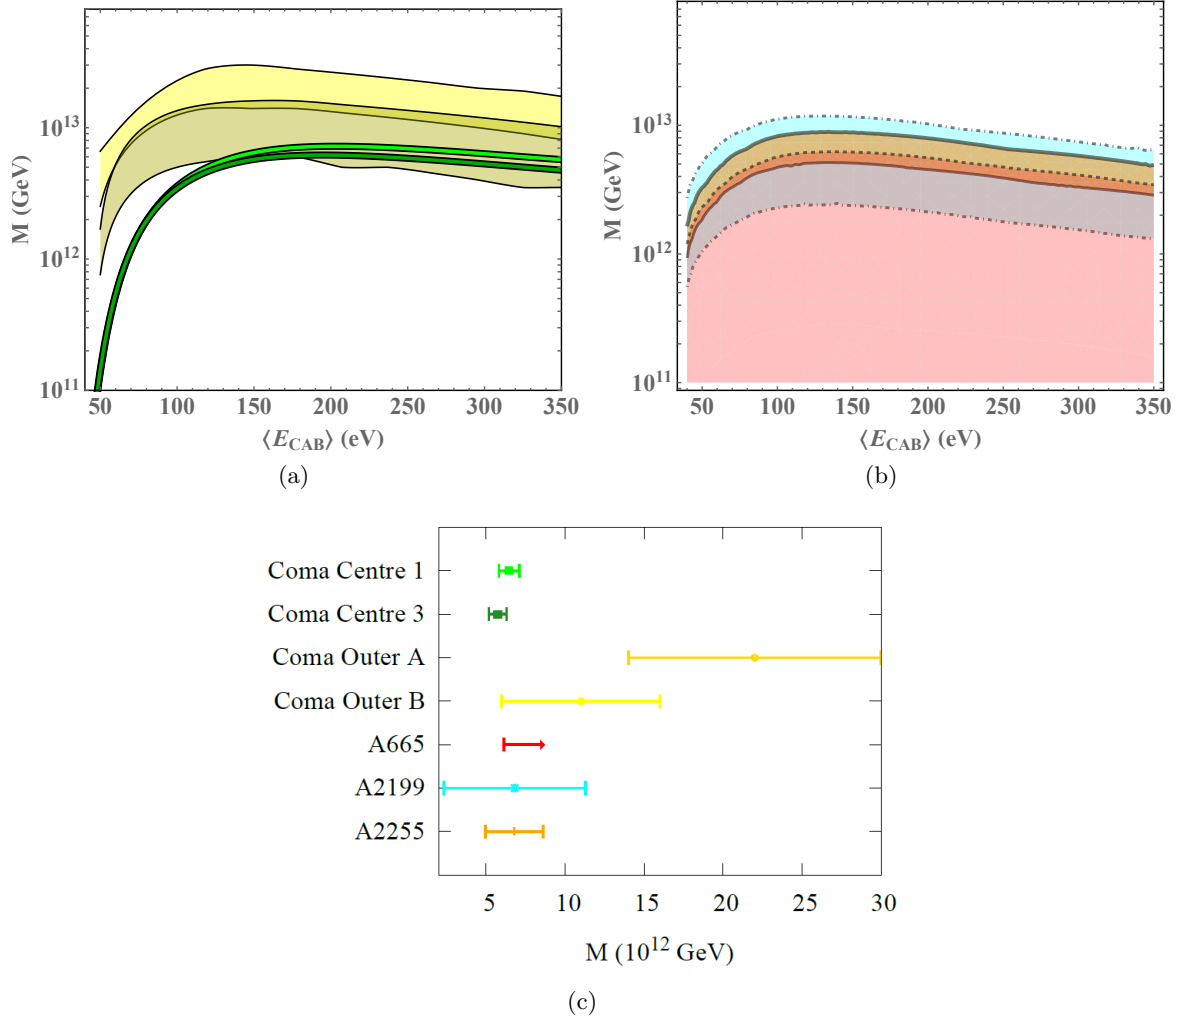 M (GeV)
10^13
10^12
10^11
50 100 150 200 250 300 350
⟨E_CAB⟩ (eV)
(a)
M (GeV)
10^13
10^12
10^11
50 100 150 200 250 300 350
⟨E_CAB⟩ (eV)
(b)
Coma Centre 1
Coma Centre 3
Coma Outer A
Coma Outer B
A665
A2199
A2255
5 10 15 20 25 30
M (10^12 GeV)
(c)